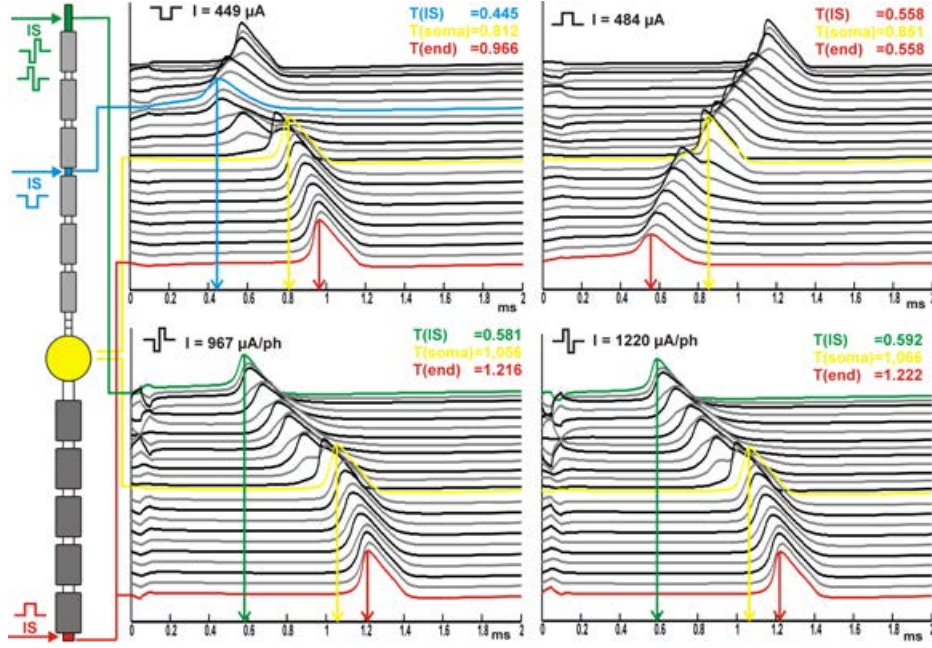 IS
IS
IS
I = 449 µA
T(IS) =0.445
T(soma)=0.812
T(end) =0.966
0 0.2 0.4 0.6 0.8 1 1.2 1.4 1.6 1.8 2
ms
I = 484 µA
T(IS) =0.558
T(soma)=0.851
T(end) =0.558
0 0.2 0.4 0.6 0.8 1 1.2 1.4 1.6 1.8 2
ms
I = 967 µA/ph
T(IS) =0.581
T(soma)=1,056
T(end) =1.216
0 0.2 0.4 0.6 0.8 1 1.2 1.4 1.6 1.8 2
ms
I = 1220 µA/ph
T(IS) =0.592
T(soma)=1,066
T(end) =1.222
0 0.2 0.4 0.6 0.8 1 1.2 1.4 1.6 1.8 2
ms